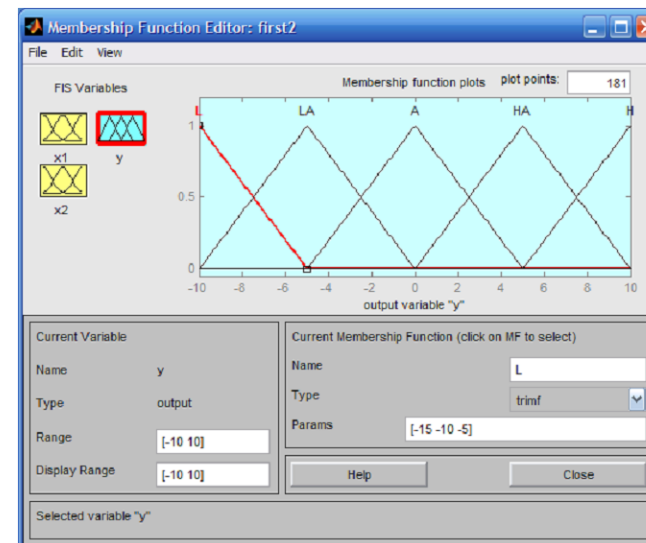 Membership Function Editor: first2
File Edit View
FIS Variables
Membership function plots plot points: 181
L LA A HA H
1
0.5
0
-10 -8 -6 -4 -2 0 2 4 6 8 10
output variable "y"
x1 y
x2
Current Variable
Name y
Type output
Range [-10 10]
Display Range [-10 10]
Current Membership Function (click on MF to select)
Name L
Type trimf
Params [-15 -10 -5]
Help Close
Selected variable "y"